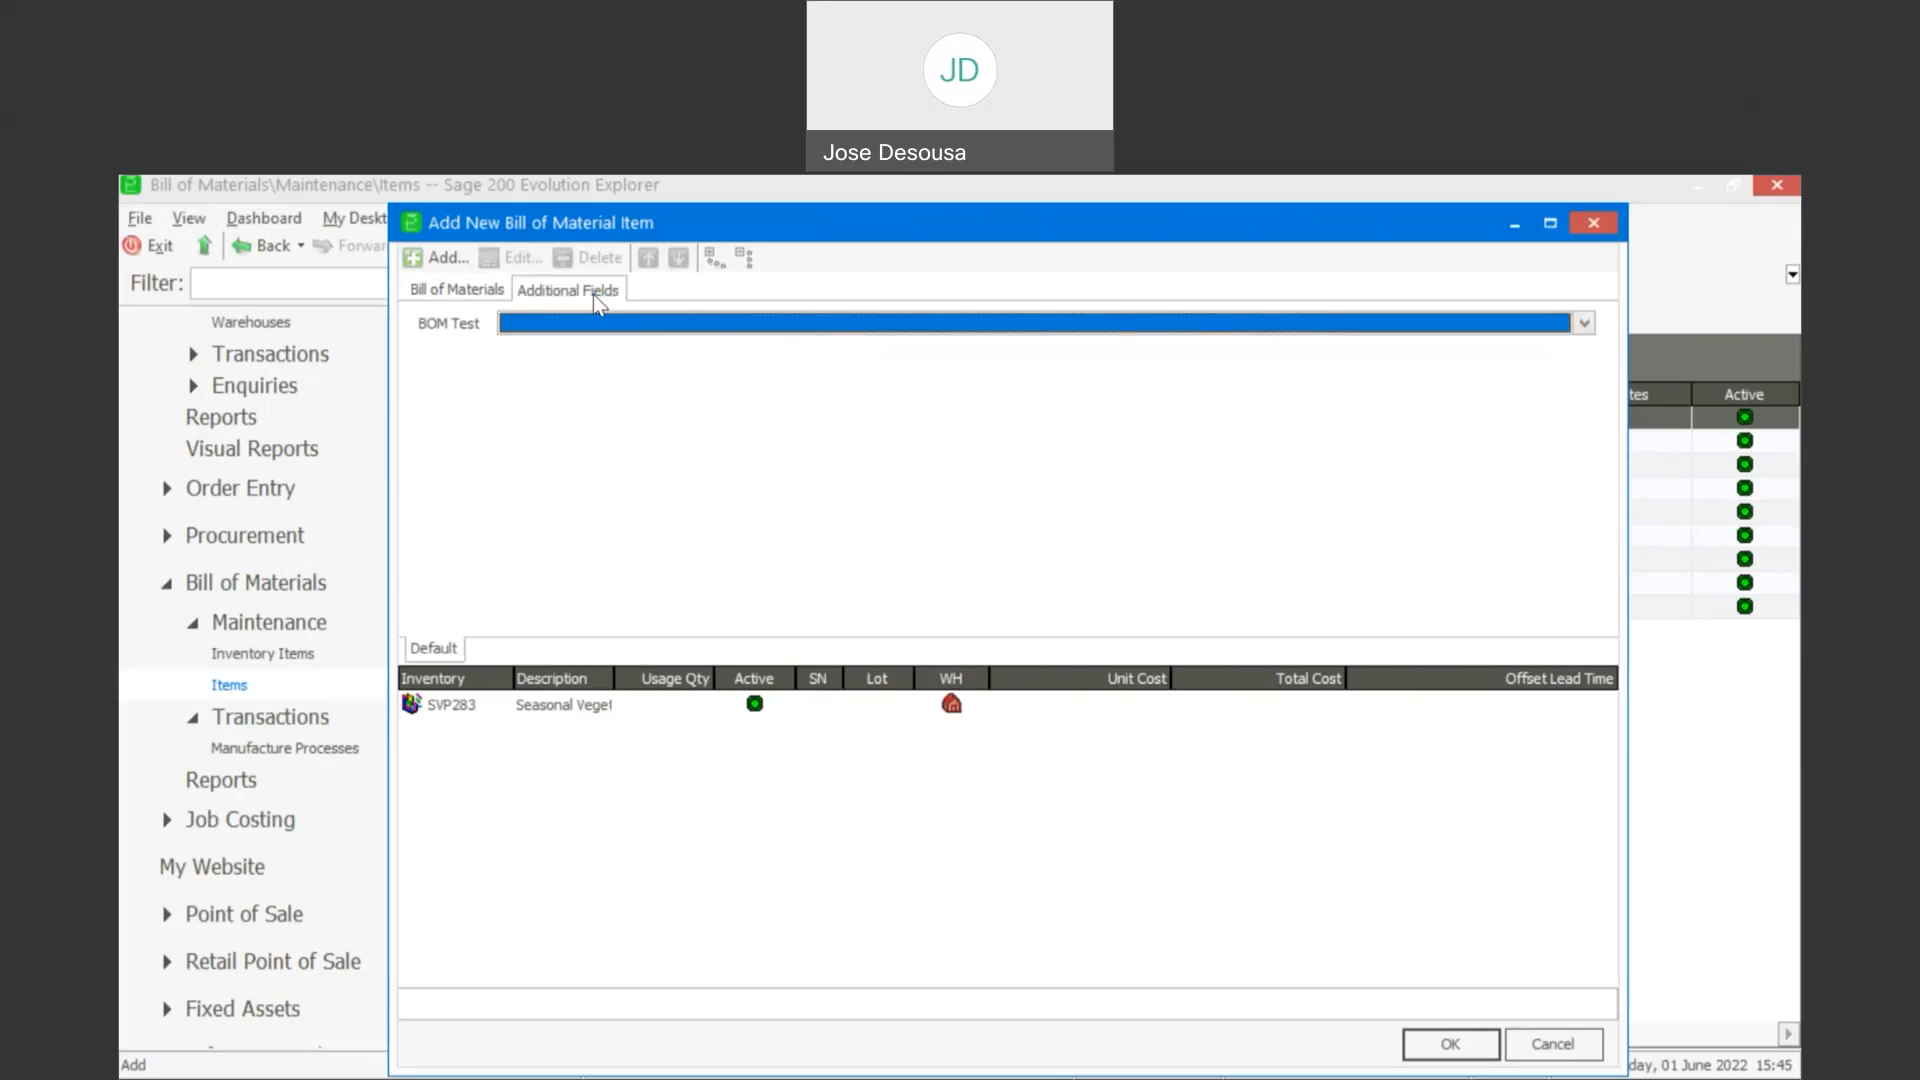 JD
Jose Desousa
Bill of Materials\Maintenance\Items -- Sage 200 Evolution Explorer
File View Dashboard My Deskt
Exit Back Forwar
Filter:
Add New Bill of Material Item
Add... Edit... Delete
Bill of Materials Additional Fields
BOM Test
Warehouses
Transactions
Enquiries
Reports
Visual Reports
Order Entry
Procurement
Bill of Materials
Maintenance
Inventory Items
Items
Transactions
Manufacture Processes
Reports
Job Costing
My Website
Point of Sale
Retail Point of Sale
Fixed Assets
tes Active
Default
Inventory Description Usage Qty Active SN Lot WH Unit Cost Total Cost Offset Lead Time
SVP283 Seasonal Veget
OK Cancel
Add
day, 01 June 2022 15:45